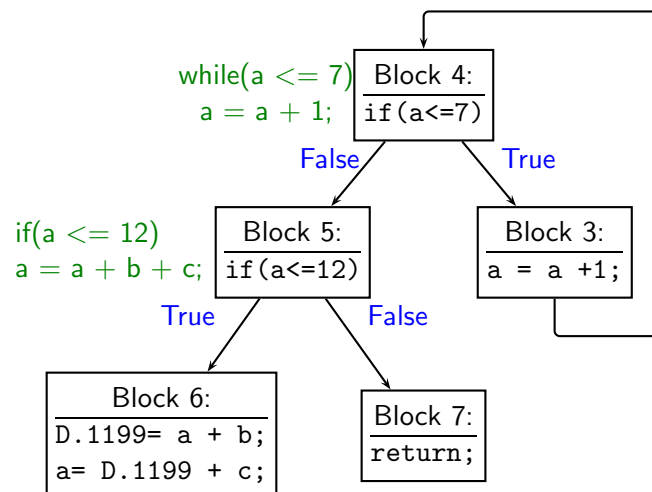 while(a <= 7)
a = a + 1;
Block 4:
if(a<=7)
False
True
if(a <= 12)
a = a + b + c;
Block 5:
if(a<=12)
Block 3:
a = a +1;
True
False
Block 6:
D.1199= a + b;
a= D.1199 + c;
Block 7:
return;